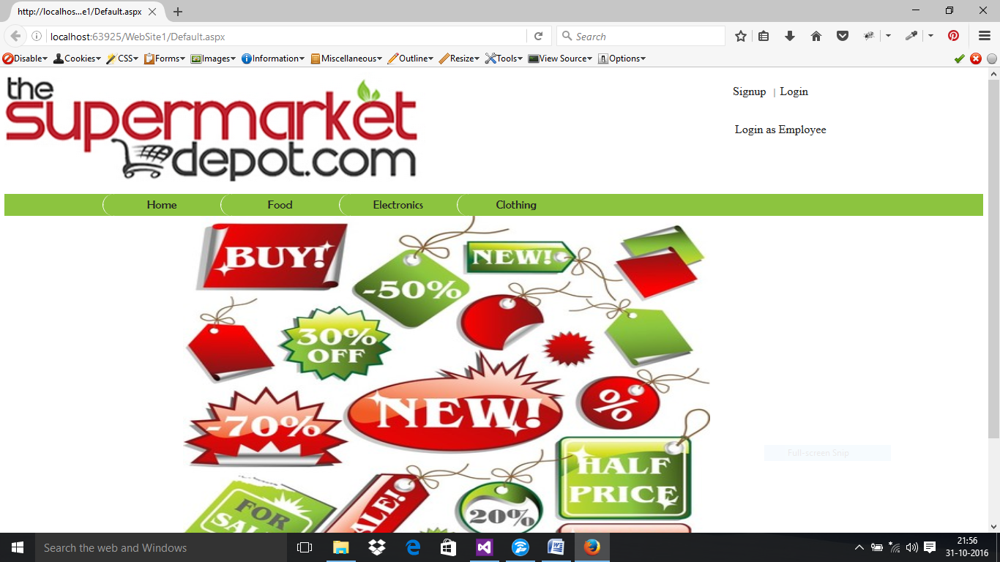 http://localhos...e1/Default.aspx
localhost:63925/WebSite1/Default.aspx
Search
Disable Cookies CSS Forms Images Information Miscellaneous Outline Resize Tools View Source Options
the
supermarket
depot.com
Signup | Login
Login as Employee
Home Food Electronics Clothing
BUY!
-50%
NEW!
30%
OFF
-70%
NEW!
%
HALF
PRICE
FOR
20%
Full-screen Snip
Search the web and Windows
21:56
31-10-2016